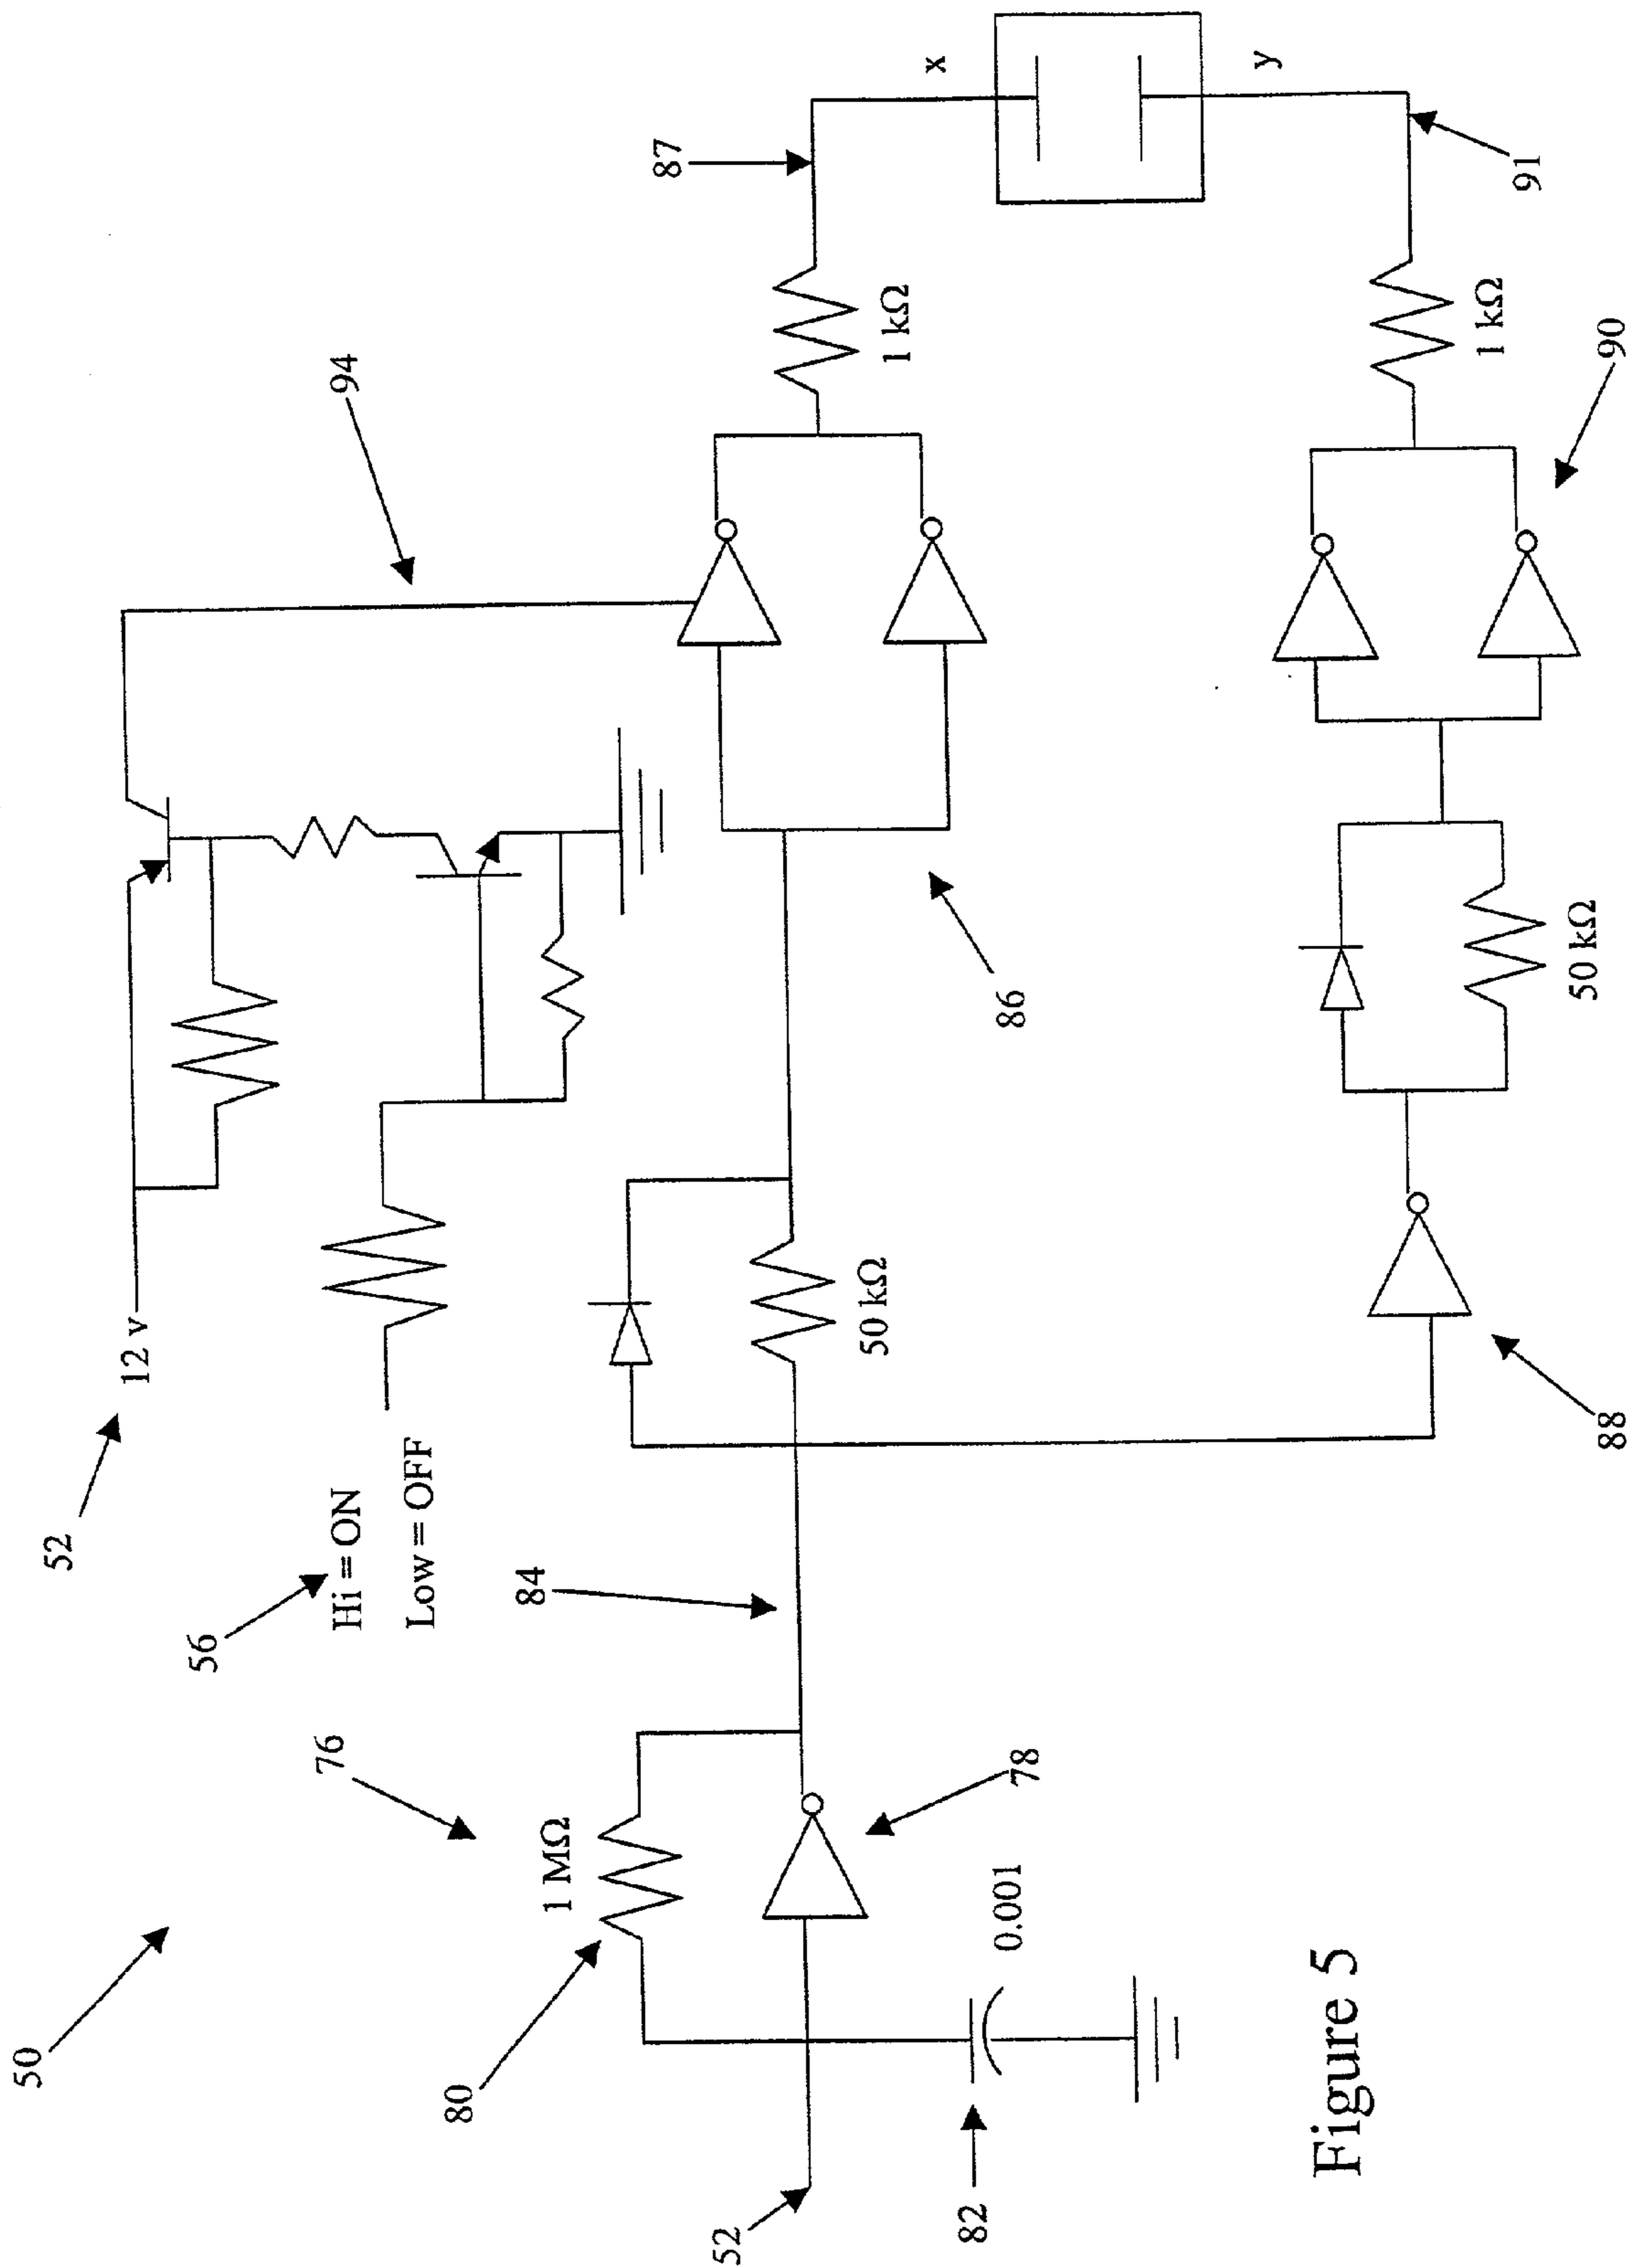 50
52
12 v
56
Hi = ON
Low = OFF
94
76
80
1 MΩ
84
87
x
78
50 kΩ
86
1 kΩ
52
82
0.001
y
91
88
50 kΩ
1 kΩ
90
Figure 5